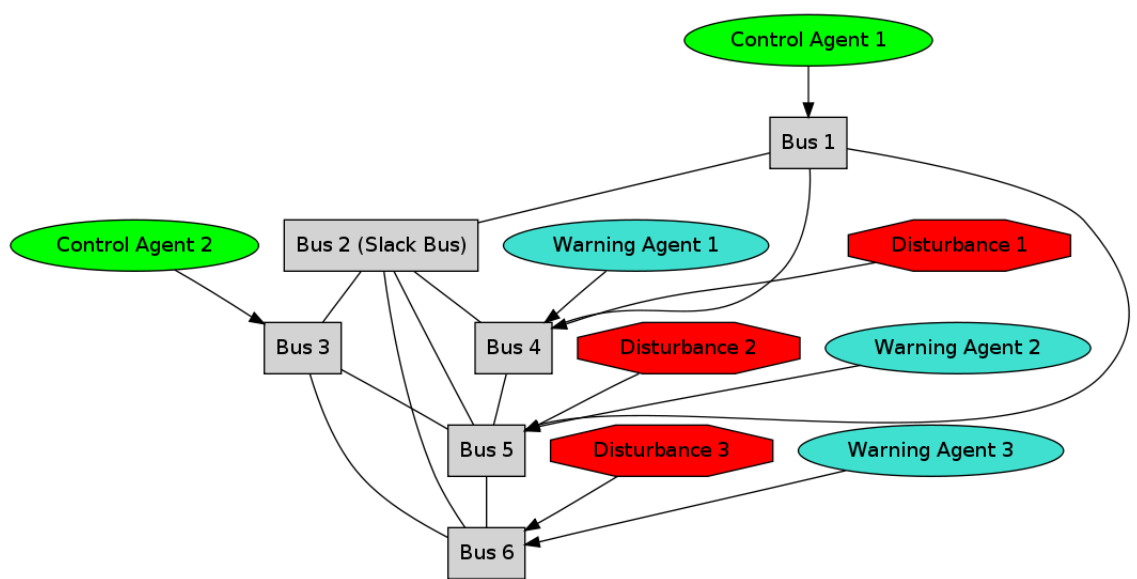 Control Agent 1
Bus 1
Control Agent 2
Bus 2 (Slack Bus)
Warning Agent 1
Disturbance 1
Bus 3
Bus 4
Disturbance 2
Warning Agent 2
Bus 5
Disturbance 3
Warning Agent 3
Bus 6